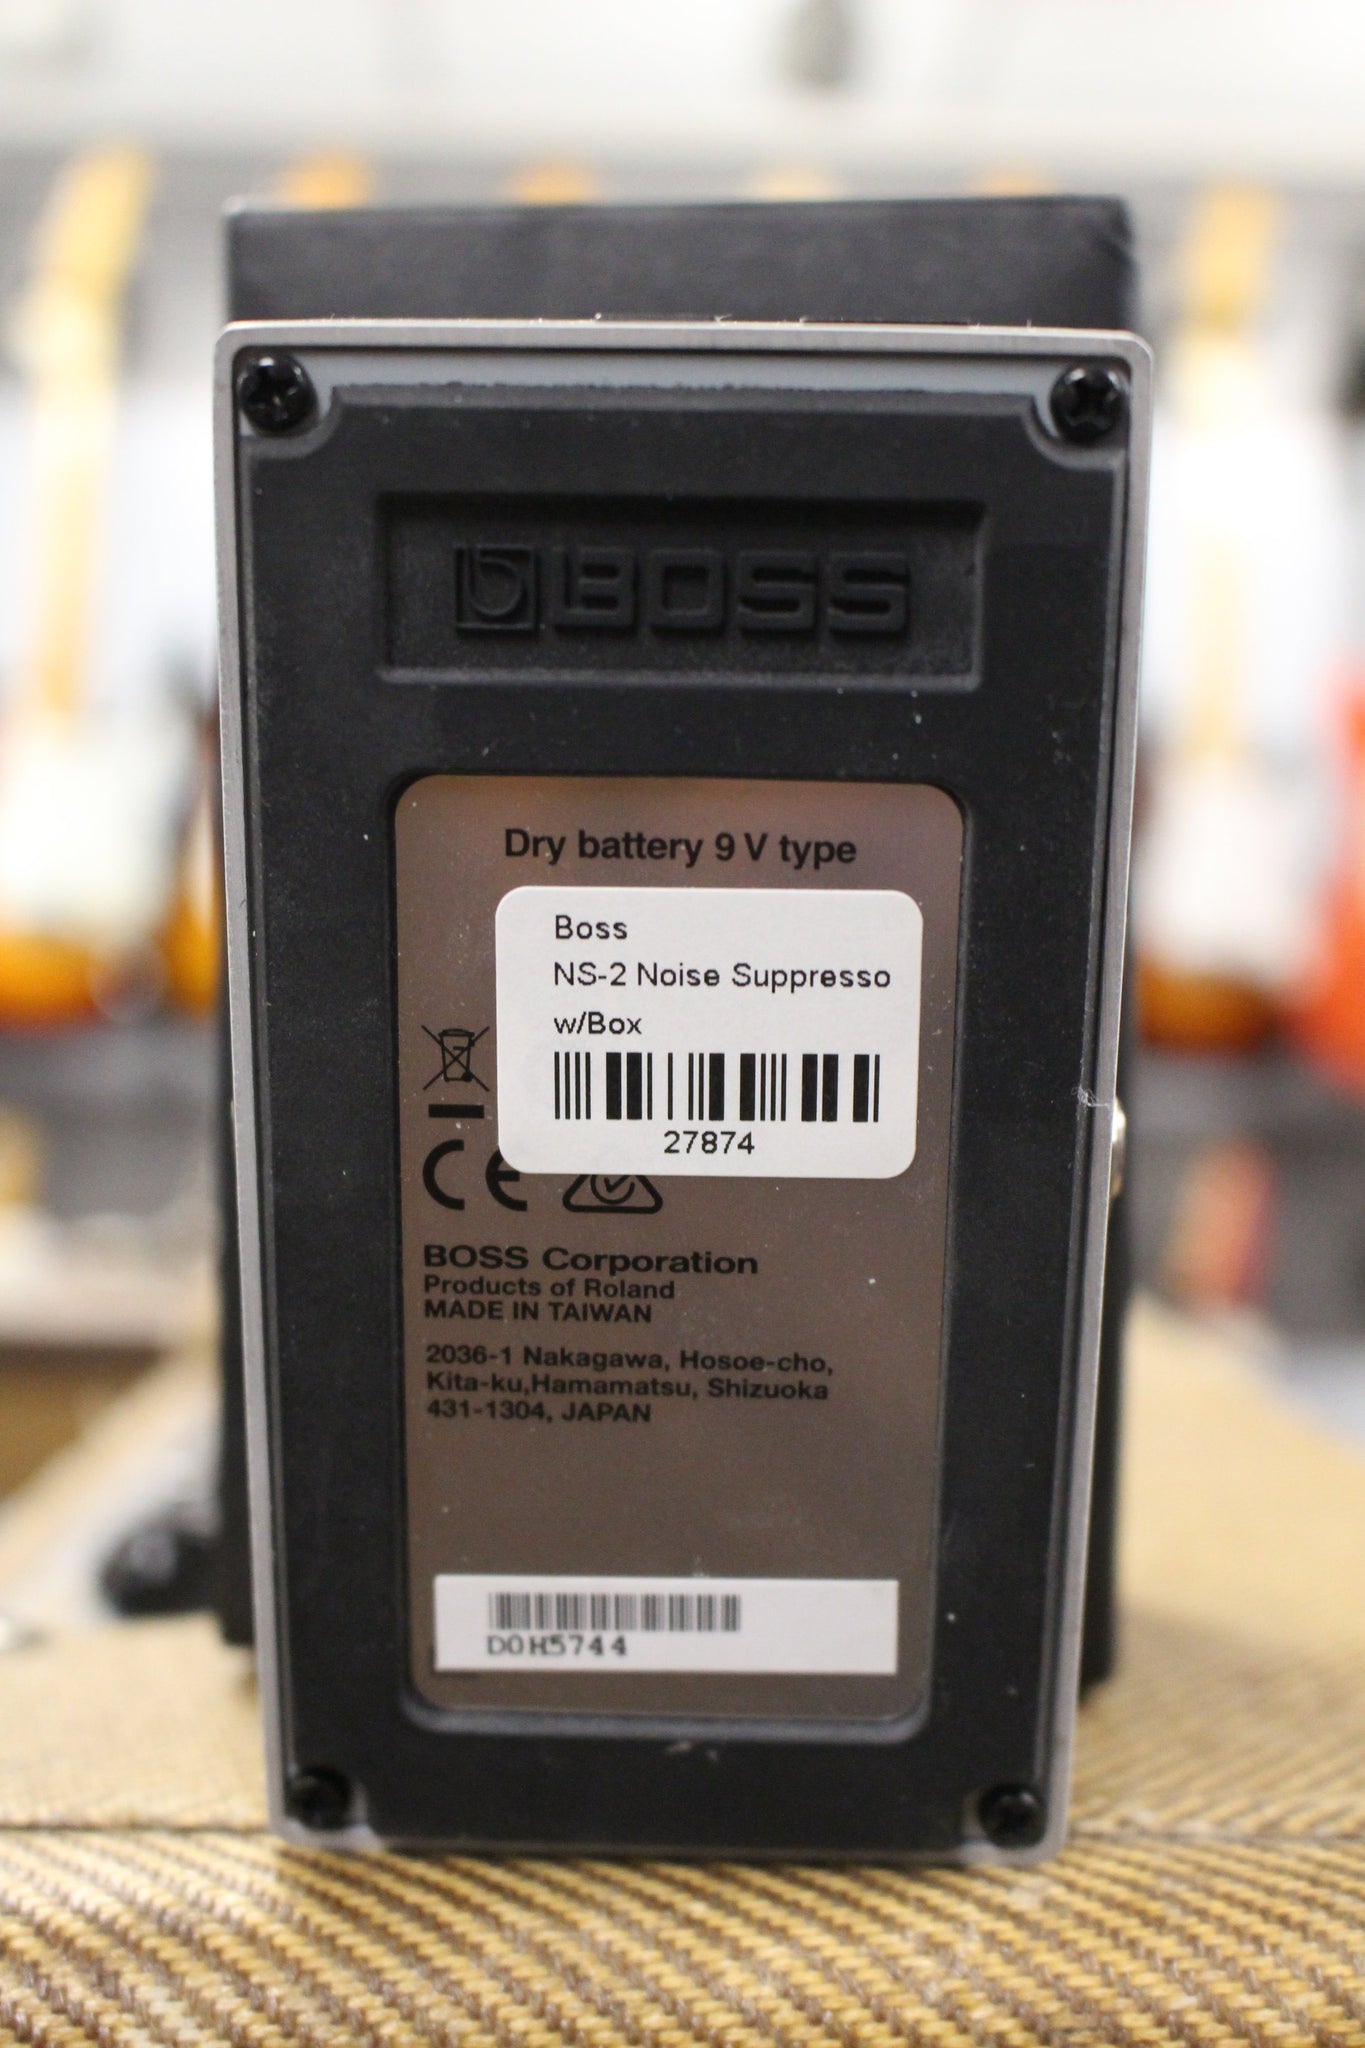 BOSS
Dry battery 9 V type
Boss
NS-2 Noise Suppresso
w/Box
27874
CE
BOSS Corporation
Products of Roland
MADE IN TAIWAN
2036-1 Nakagawa, Hosoe-cho,
Kita-ku,Hamamatsu, Shizuoka
431-1304, JAPAN
D0H5744